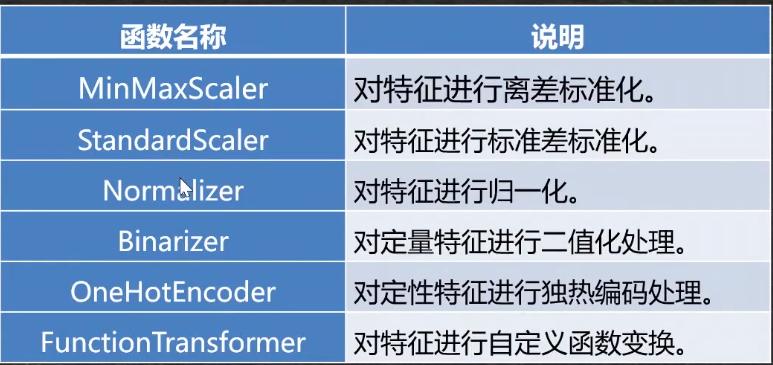 函数名称 说明
MinMaxScaler 对特征进行离差标准化。
StandardScaler 对特征进行标准差标准化。
Normalizer 对特征进行归一化。
Binarizer 对定量特征进行二值化处理。
OneHotEncoder 对定性特征进行独热编码处理。
FunctionTransformer 对特征进行自定义函数变换。